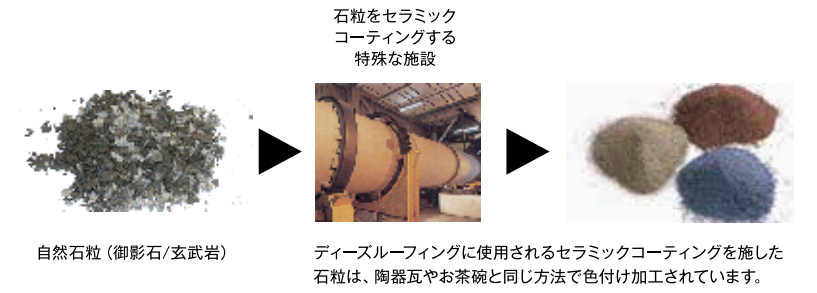 石粒をセラミック
コーティングする
特殊な施設
自然石粒（御影石/玄武岩）
ディーズルーフィングに使用されるセラミックコーティングを施した
石粒は、陶器瓦やお茶碗と同じ方法で色付け加工されています。